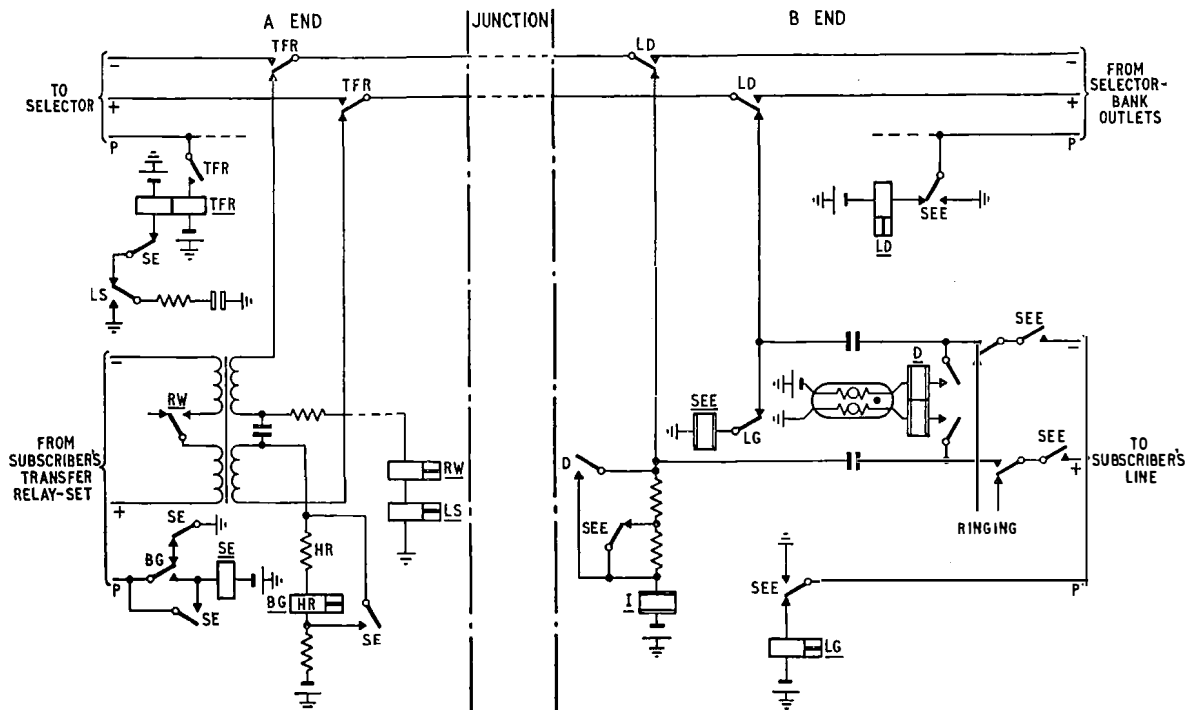 A END
JUNCTION
B END
TFR
LD
-
-
TO
SELECTOR
TFR
LD
FROM
SELECTOR-
BANK
OUTLETS
+
+
P
P
TFR
TFR
SEE
LD
SE
LS
SEE
-
-
D
RW
SEE
LG
FROM
SUBSCRIBER'S
TRANSFER
RELAY-SET
SEE
TO
SUBSCRIBER'S
LINE
D
RW
+
+
LS
SE
SEE
RINGING
BG
SE
HR
P
SEE
P
BG
HR
I
SE
SE
LG